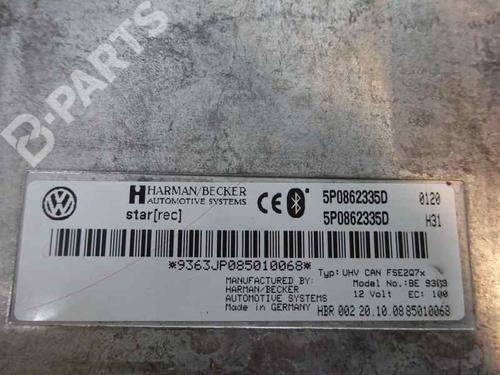 B-PARTS
HARMAN/BECKER
AUTOMOTIVE SYSTEMS
star[rec]
5P0862335D 0120
5P0862335D H31
*9363JP085010068*
Typ: UHV CAN FSE2Q7x
MANUFACTURED BY: Model No.:BE
HARMAN/BECKER 12 Volt EC: 100
AUTOMOTIVE SYSTEMS
MADE IN GERMANY HBR 002 20.10.08 85010068